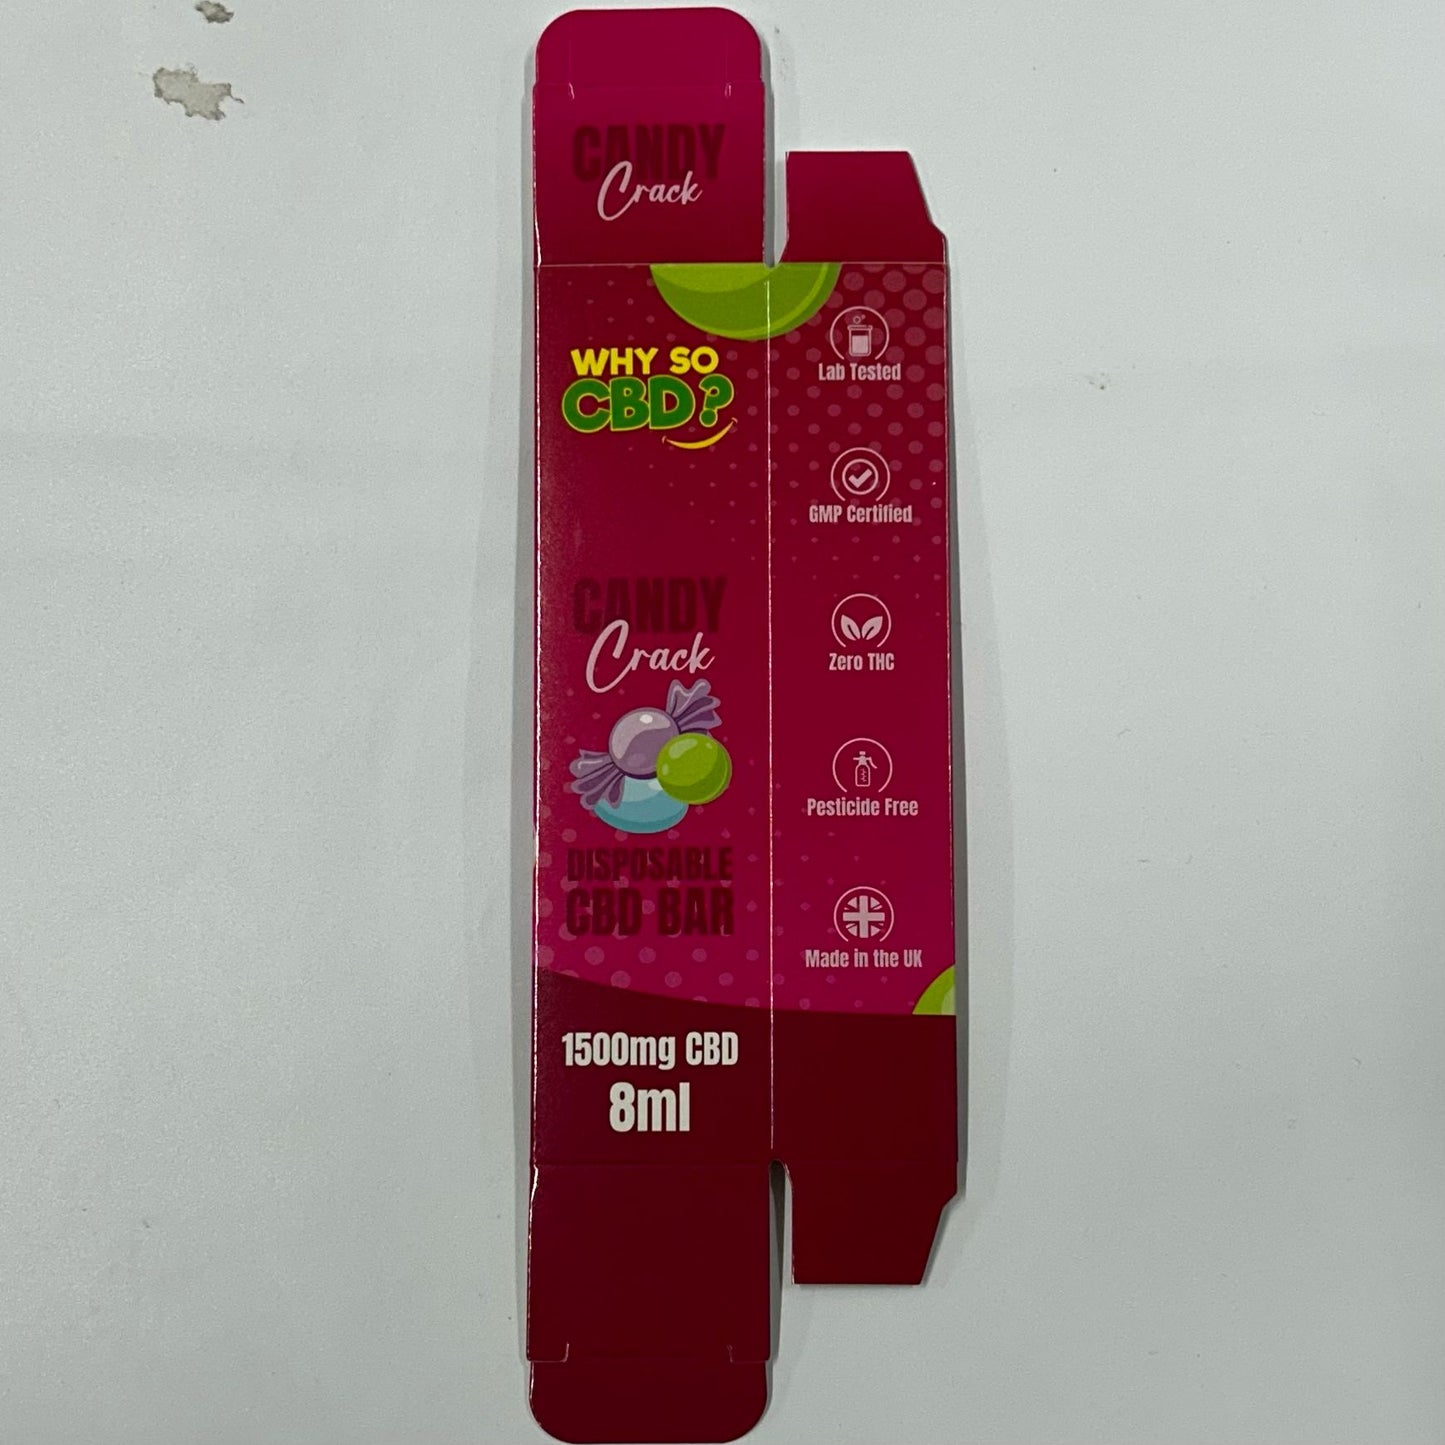 CANDY
Crack
WHY SO
CBD?
CANDY
Crack
DISPOSABLE
CBD BAR
1500mg CBD
8ml
Lab Tested
GMP Certified
Zero THC
Pesticide Free
Made in the UK